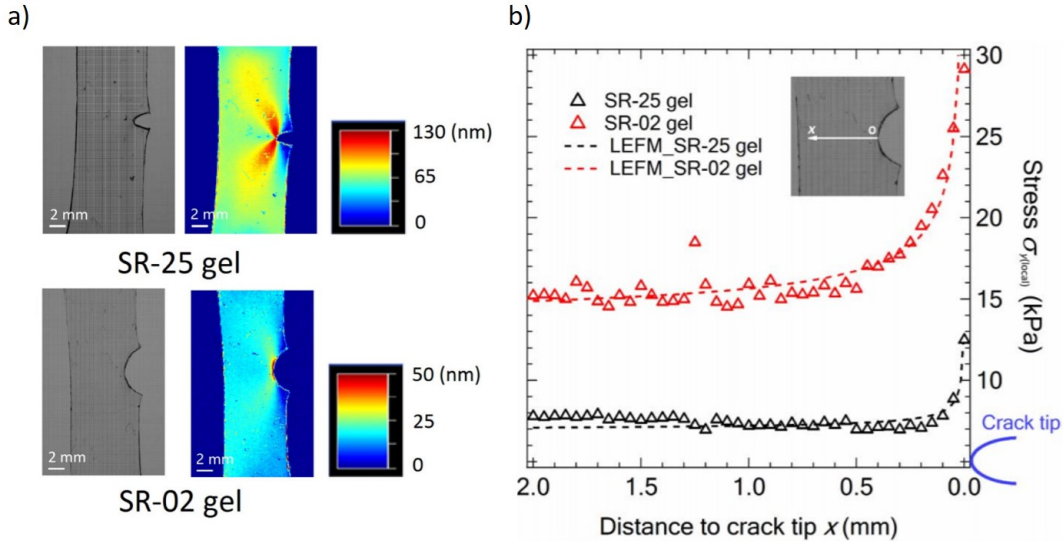 a)
2 mm
2 mm
130 (nm)
65
0
SR-25 gel
2 mm
2 mm
50 (nm)
25
0
SR-02 gel
b)
SR-25 gel
SR-02 gel
LEFM_SR-25 gel
LEFM_SR-02 gel
x
o
30
25
20
15
10
Stress σy(local) (kPa)
Crack tip
2.0
1.5
1.0
0.5
0.0
Distance to crack tip x (mm)